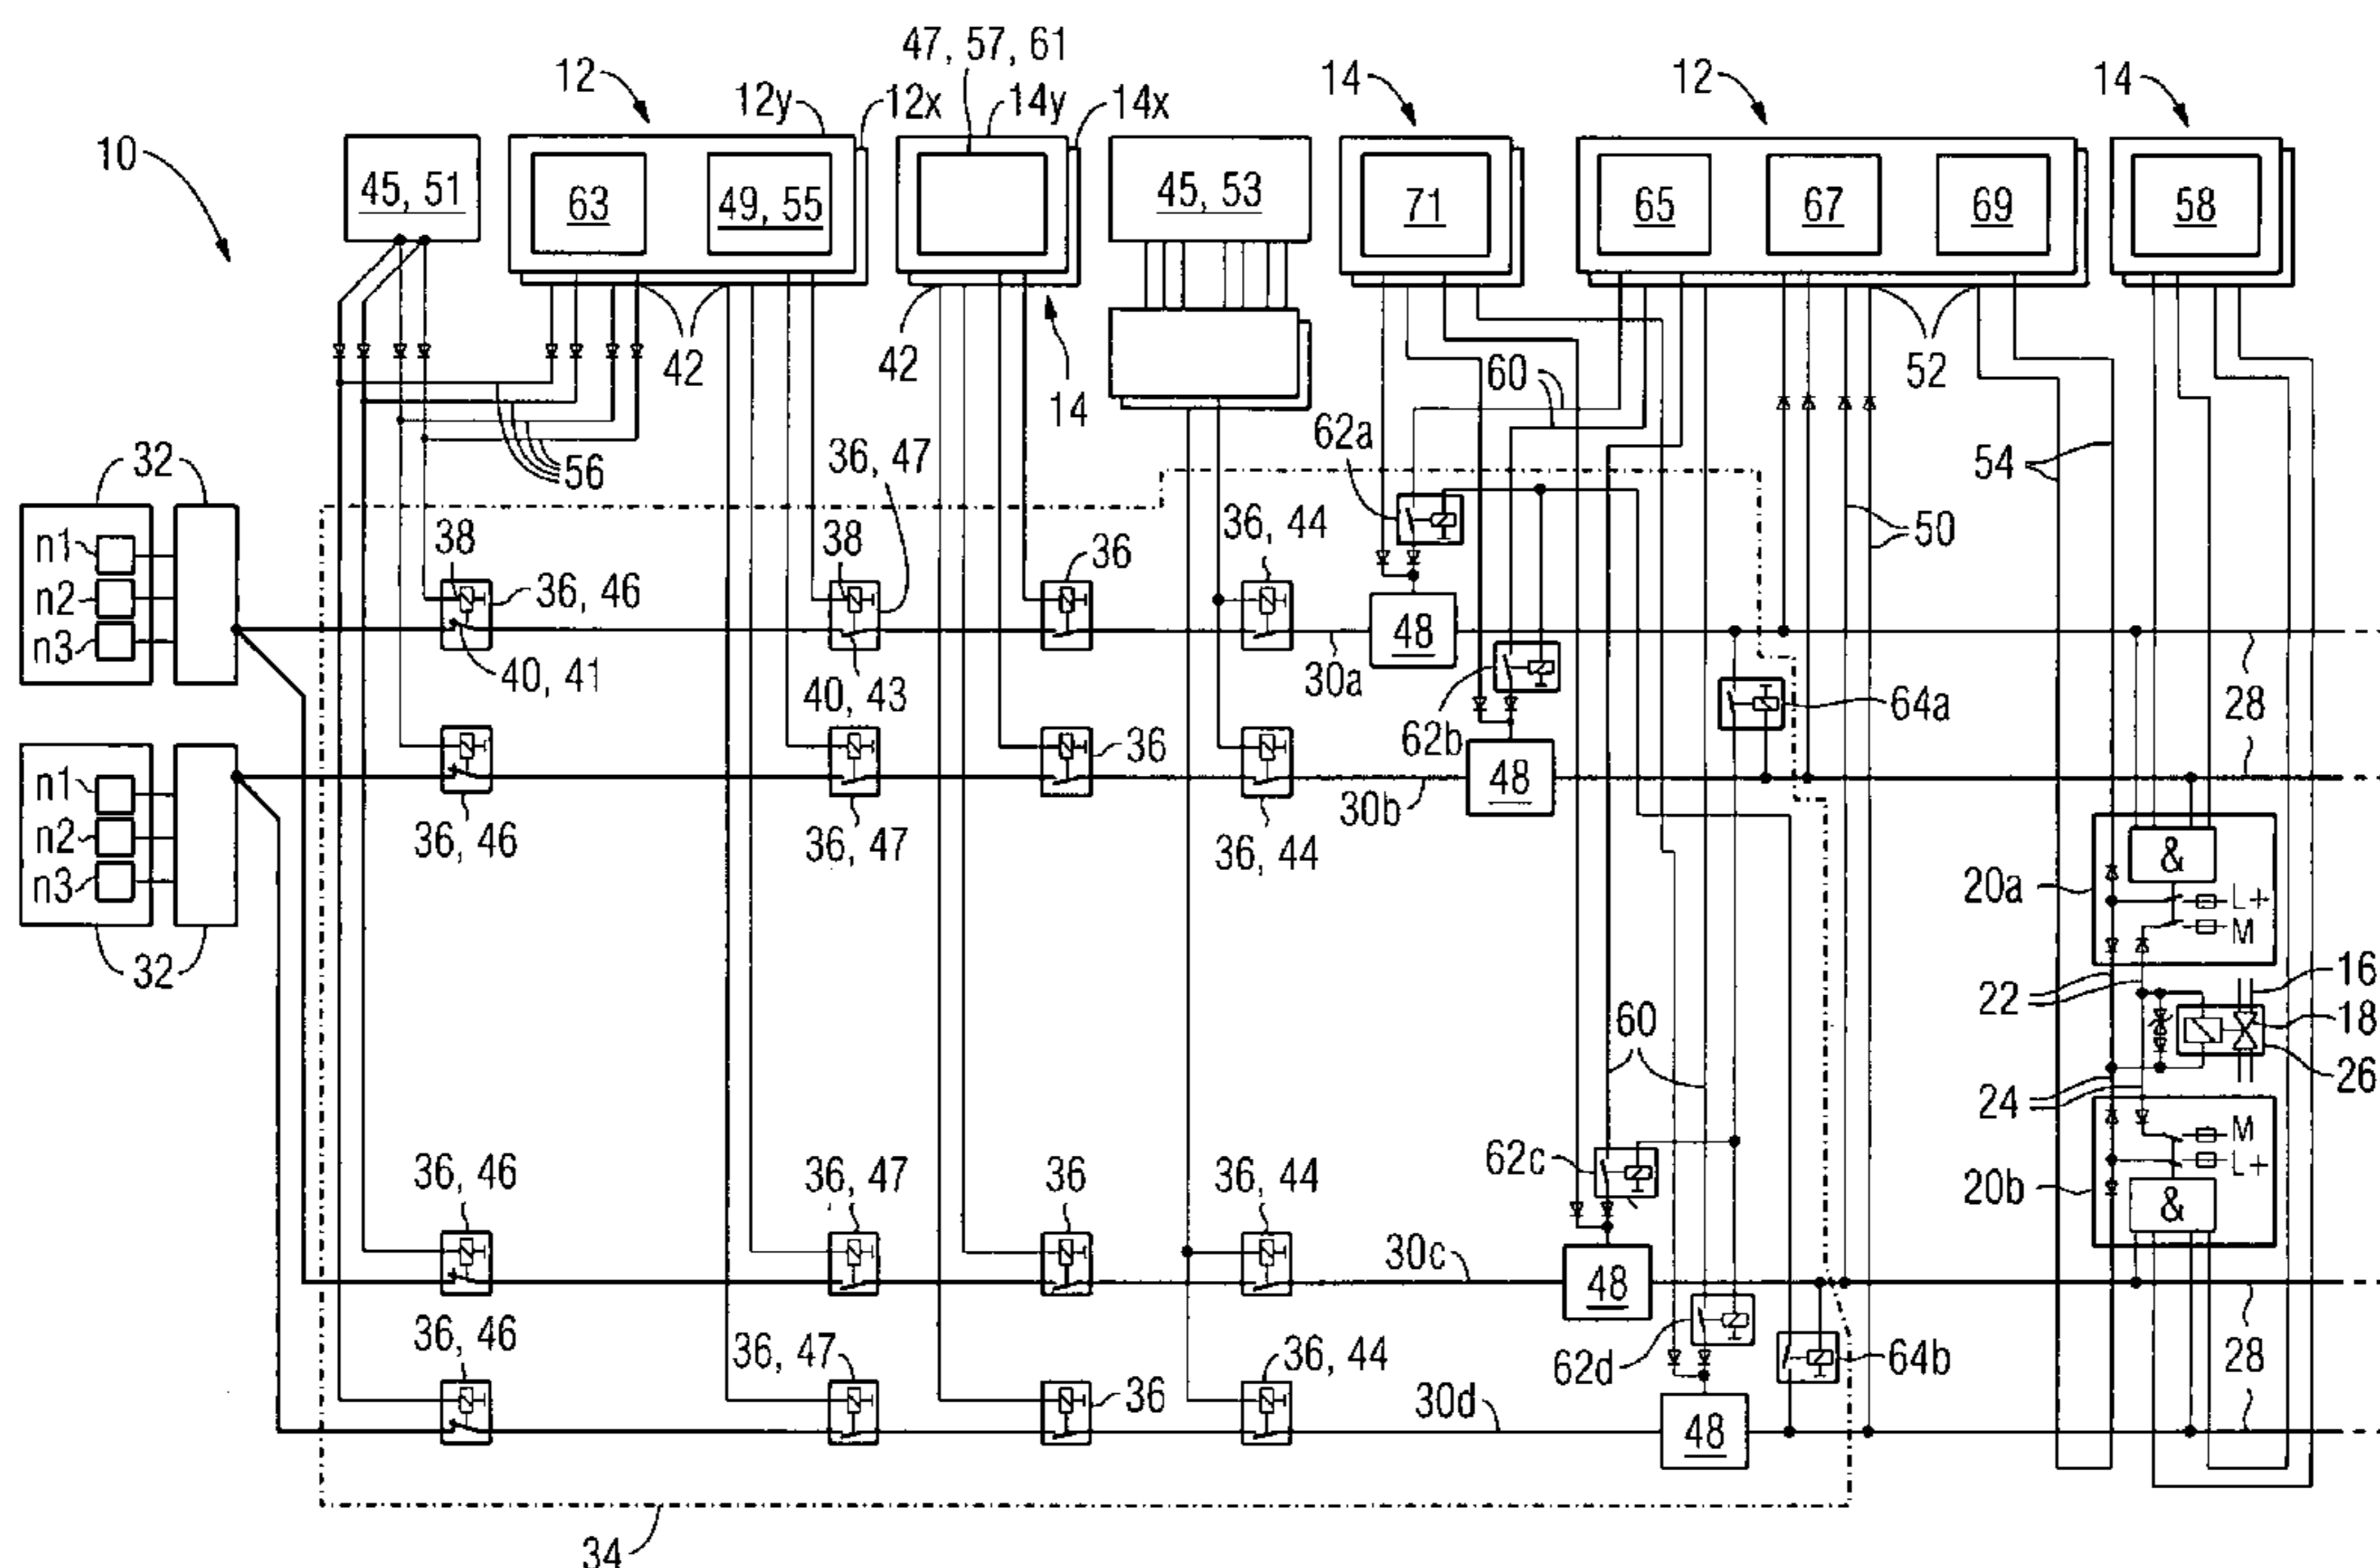 47, 57, 61
12
14
12
14
12y
12x
14y
14x
10
45, 51
63
49, 55
45, 53
71
65
67
69
58
42
42
14
60
52
56
62a
36, 47
54
50
32
n1
n2
n3
38
36, 46
38
36
36, 44
48
40, 41
40, 43
30a
62b
64a
28
28
36
48
30b
n1
n2
n3
36, 46
36, 47
36, 44
32
&
20a
L+
M
22
16
18
26
60
24
M
L+
20b
&
36, 46
36, 47
36
36, 44
62c
30c
48
36, 46
36, 47
36, 44
62d
64b
28
36
30d
48
34